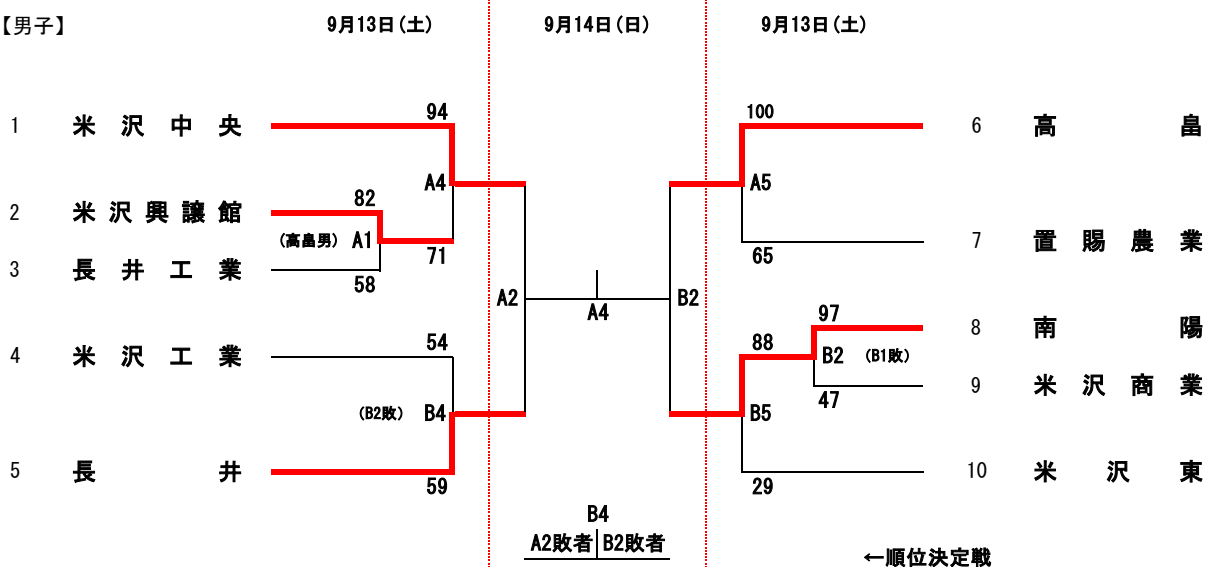 【男子】 9月13日(土) 9月14日(日) 9月13日(土)
94 100
1 米沢中央 6 高畠
A4 A5
82
2 米沢興譲館 (高畠男) A1
71 65
7 置賜農業
3 長井工業
58
A2 B2
A4
97
8 南陽
54 88
4 米沢工業 B2 (B1敗)
9 米沢商業
47
(B2敗) B4 B5
5 長井 10 米沢東
59 29
B4
A2敗者 B2敗者
←順位決定戦